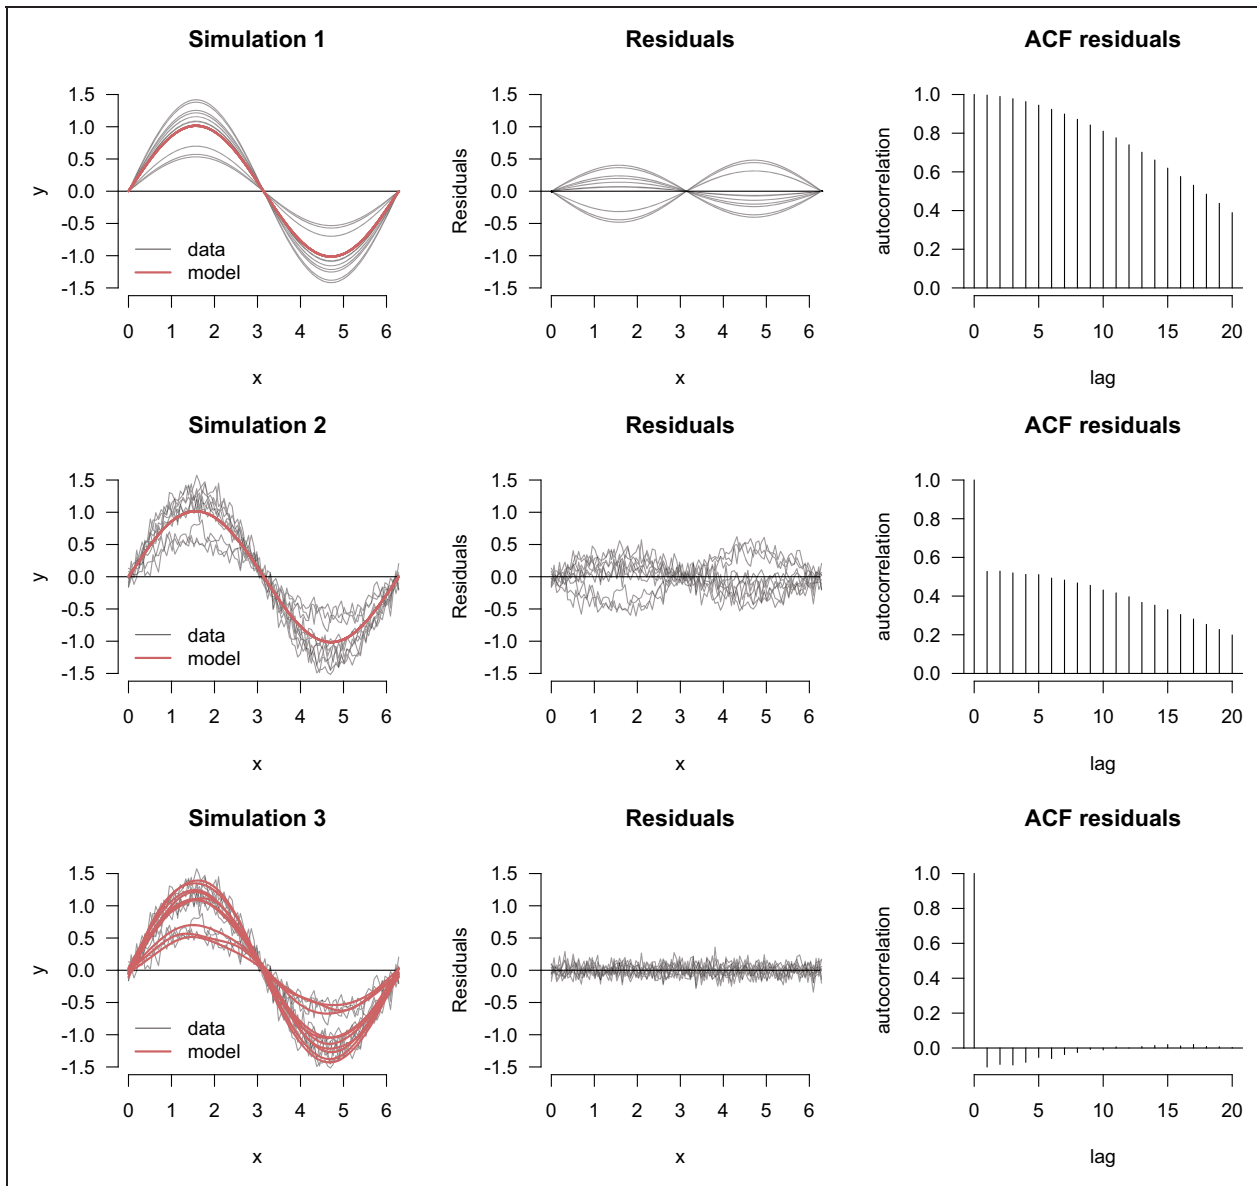 Simulation 1
Residuals
ACF residuals
1.5
1.0
0.5
0.0
-0.5
-1.0
-1.5
y
data
model
0 1 2 3 4 5 6
x
1.5
1.0
0.5
0.0
-0.5
-1.0
-1.5
Residuals
0 1 2 3 4 5 6
x
1.0
0.8
0.6
0.4
0.2
0.0
autocorrelation
0 5 10 15 20
lag
Simulation 2
Residuals
ACF residuals
1.5
1.0
0.5
0.0
-0.5
-1.0
-1.5
y
data
model
0 1 2 3 4 5 6
x
1.5
1.0
0.5
0.0
-0.5
-1.0
-1.5
Residuals
0 1 2 3 4 5 6
x
1.0
0.8
0.6
0.4
0.2
0.0
autocorrelation
0 5 10 15 20
lag
Simulation 3
Residuals
ACF residuals
1.5
1.0
0.5
0.0
-0.5
-1.0
-1.5
y
data
model
0 1 2 3 4 5 6
x
1.5
1.0
0.5
0.0
-0.5
-1.0
-1.5
Residuals
0 1 2 3 4 5 6
x
1.0
0.8
0.6
0.4
0.2
0.0
autocorrelation
0 5 10 15 20
lag